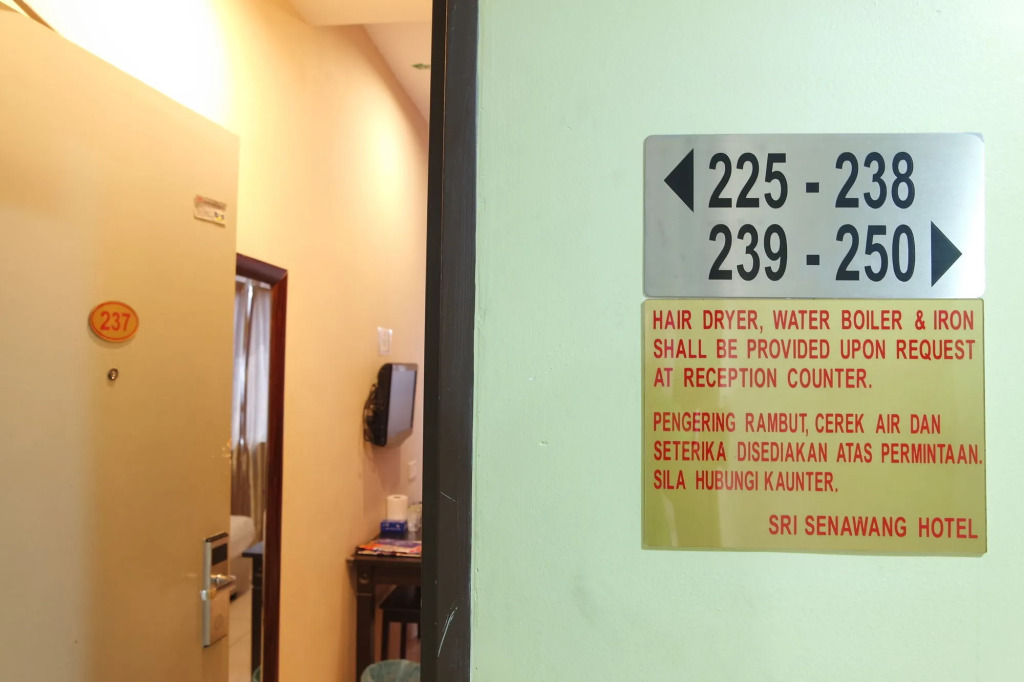 237
225 - 238
239 - 250
HAIR DRYER, WATER BOILER & IRON
SHALL BE PROVIDED UPON REQUEST
AT RECEPTION COUNTER.
PENGERING RAMBUT, CEREK AIR DAN
SETERIKA DISEDIAKAN ATAS PERMINTAAN.
SILA HUBUNGI KAUNTER.
SRI SENAWANG HOTEL